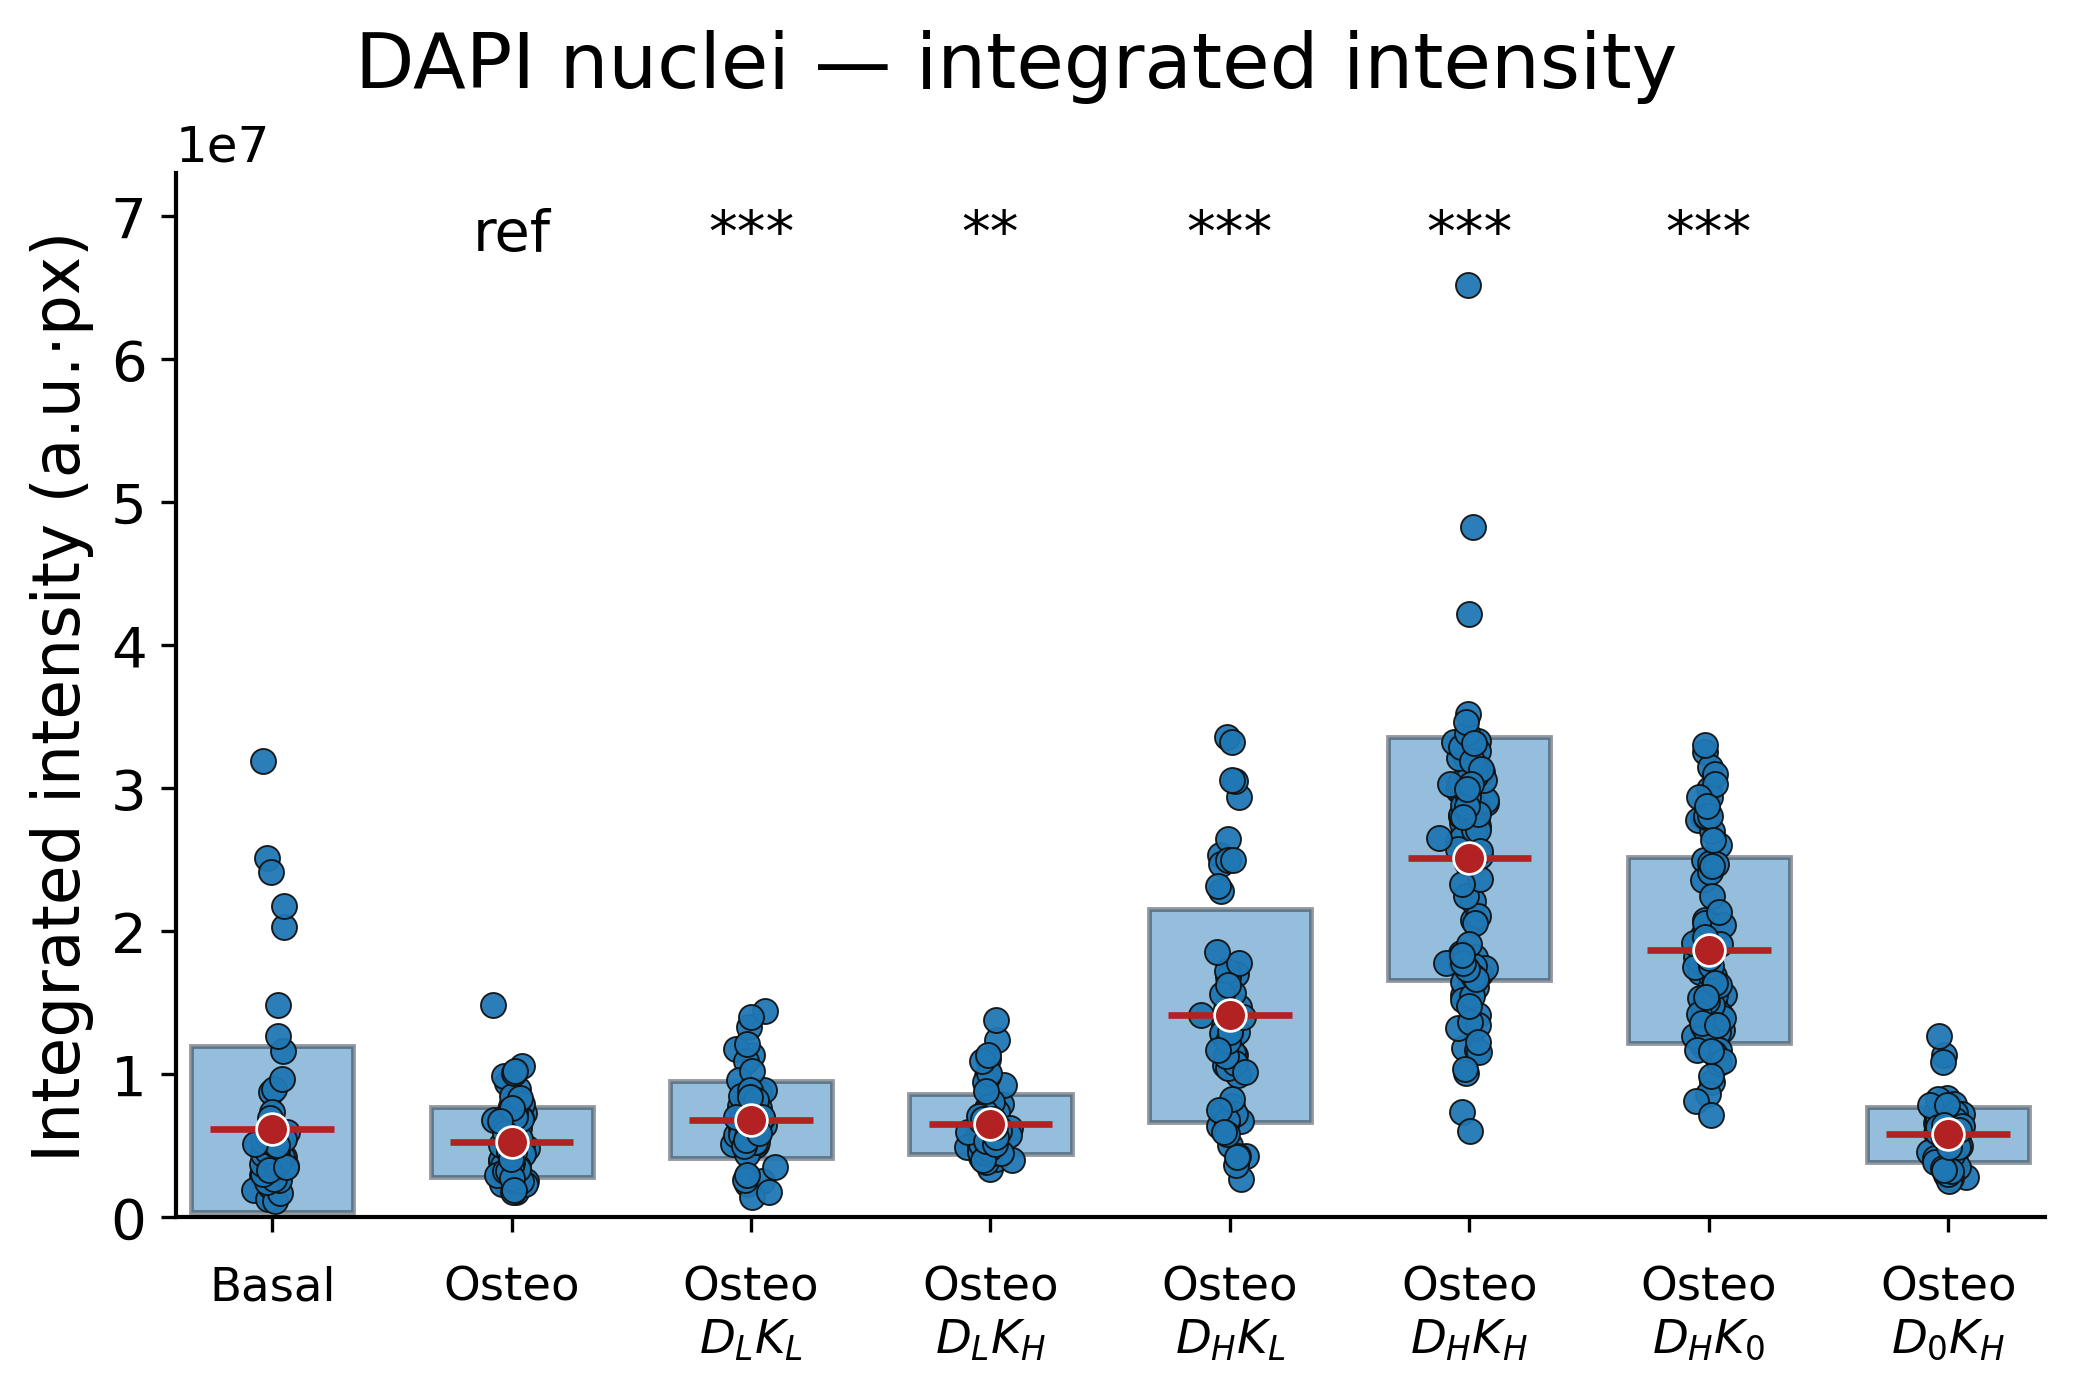 DAPI nuclei — integrated intensity
1e7
Integrated intensity (a.u.·px)
7
6
5
4
3
2
1
0
ref *** ** *** *** ***
Basal Osteo Osteo Osteo Osteo Osteo Osteo Osteo
D_L K_L D_L K_H D_H K_L D_H K_H D_H K_0 D_0 K_H